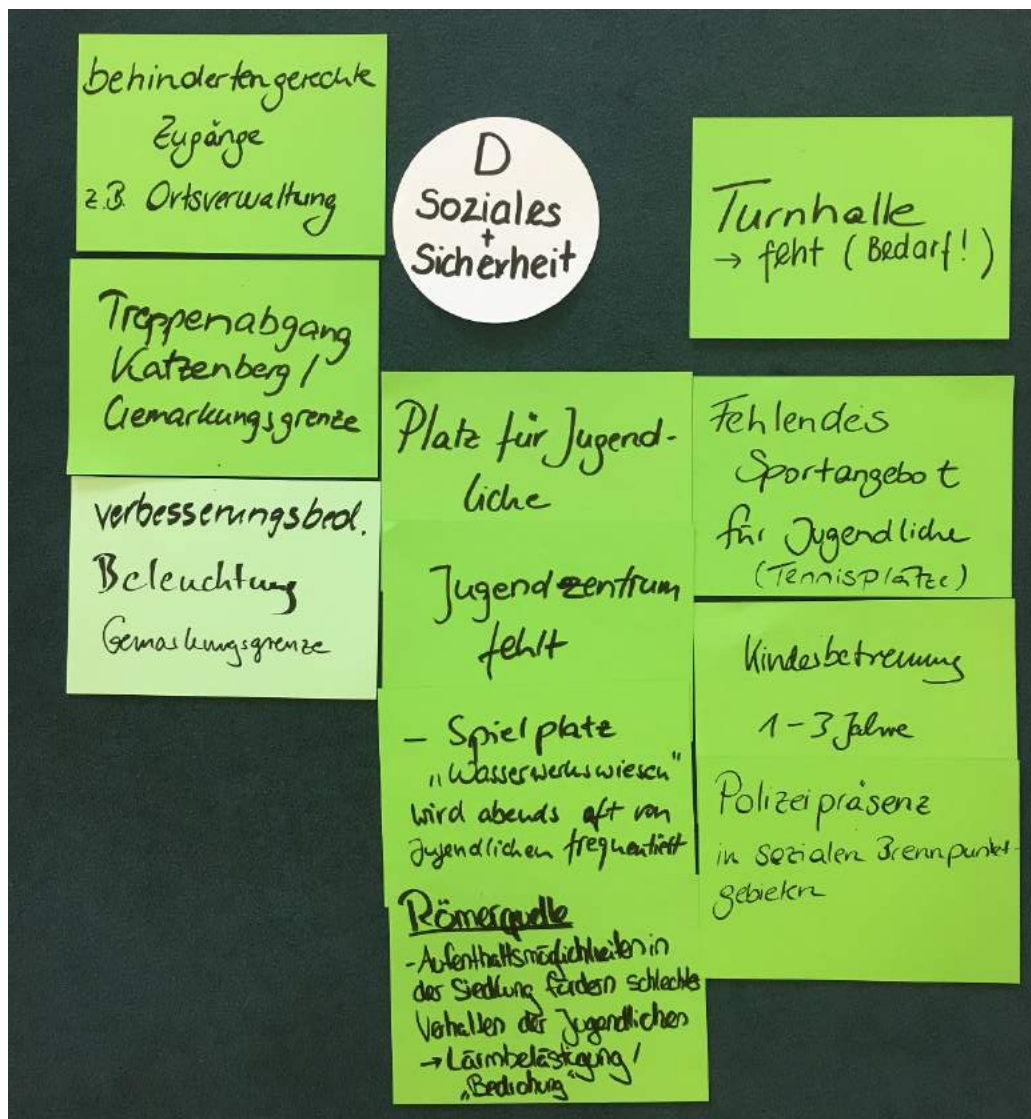 behindertengerechte
Zugänge
z.B. Ortsverwaltung
Treppenabgang
Katzenberg /
Gemarkungsgrenze
verbesserungsbed.
Beleuchtung
Gemarkungsgrenze
D
Soziales
+
Sicherheit
Platz für Jugend-
liche
Jugendzentrum
fehlt
- Spielplatz
„Wasserwerkswiesen"
wird abends oft von
Jugendlichen frequentiert
Römerquelle
- Aufenthaltsmöglichkeiten in
der Siedlung fördern schlechtes
Verhalten der Jugendlichen
→ Lärmbelästigung /
„Bedrohung"
Turnhalle
→ feht (Bedarf!)
Fehlendes
Sportangebot
für Jugendliche
(Tennisplätze)
Kinderbetreuung
1-3 Jahre
Polizeipräsenz
in sozialen Brennpunkt-
gebieten